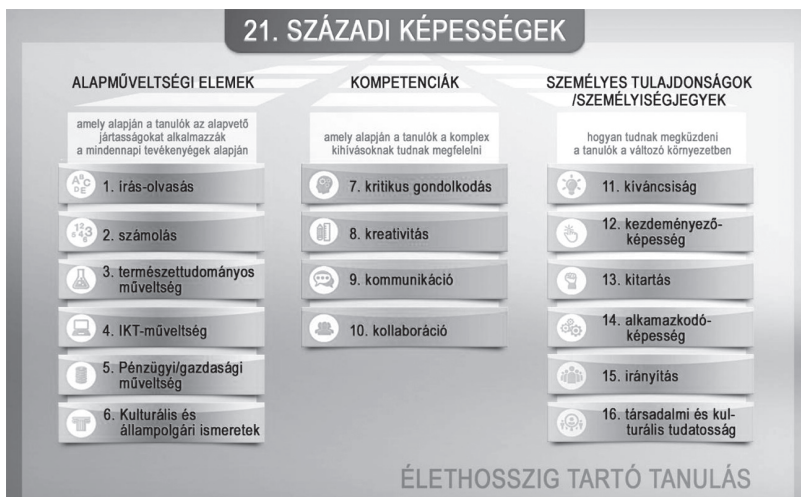 21. SZÁZADI KÉPESSÉGEK
ALAPMŰVELTSÉGI ELEMEK
amely alapján a tanulók az alapvető
jártasságokat alkalmazzák
a mindennapi tevékenyégek alapján
ABC
DE
1. írás-olvasás
2. számolás
3. természettudományos
műveltség
4. IKT-műveltség
5. Pénzügyi/gazdasági
műveltség
6. Kulturális és
állampolgári ismeretek
KOMPETENCIÁK
amely alapján a tanulók a komplex
kihívásoknak tudnak megfelelni
7. kritikus gondolkodás
8. kreativitás
9. kommunikáció
10. kollaboráció
SZEMÉLYES TULAJDONSÁGOK
/SZEMÉLYISÉGJEGYEK
hogyan tudnak megküzdeni
a tanulók a változó környezetben
11. kíváncsiság
12. kezdeményező-
képesség
13. kitartás
14. alkamazkodó-
képesség
15. irányítás
16. társadalmi és kul-
turális tudatosság
ÉLETHOSSZIG TARTÓ TANULÁS